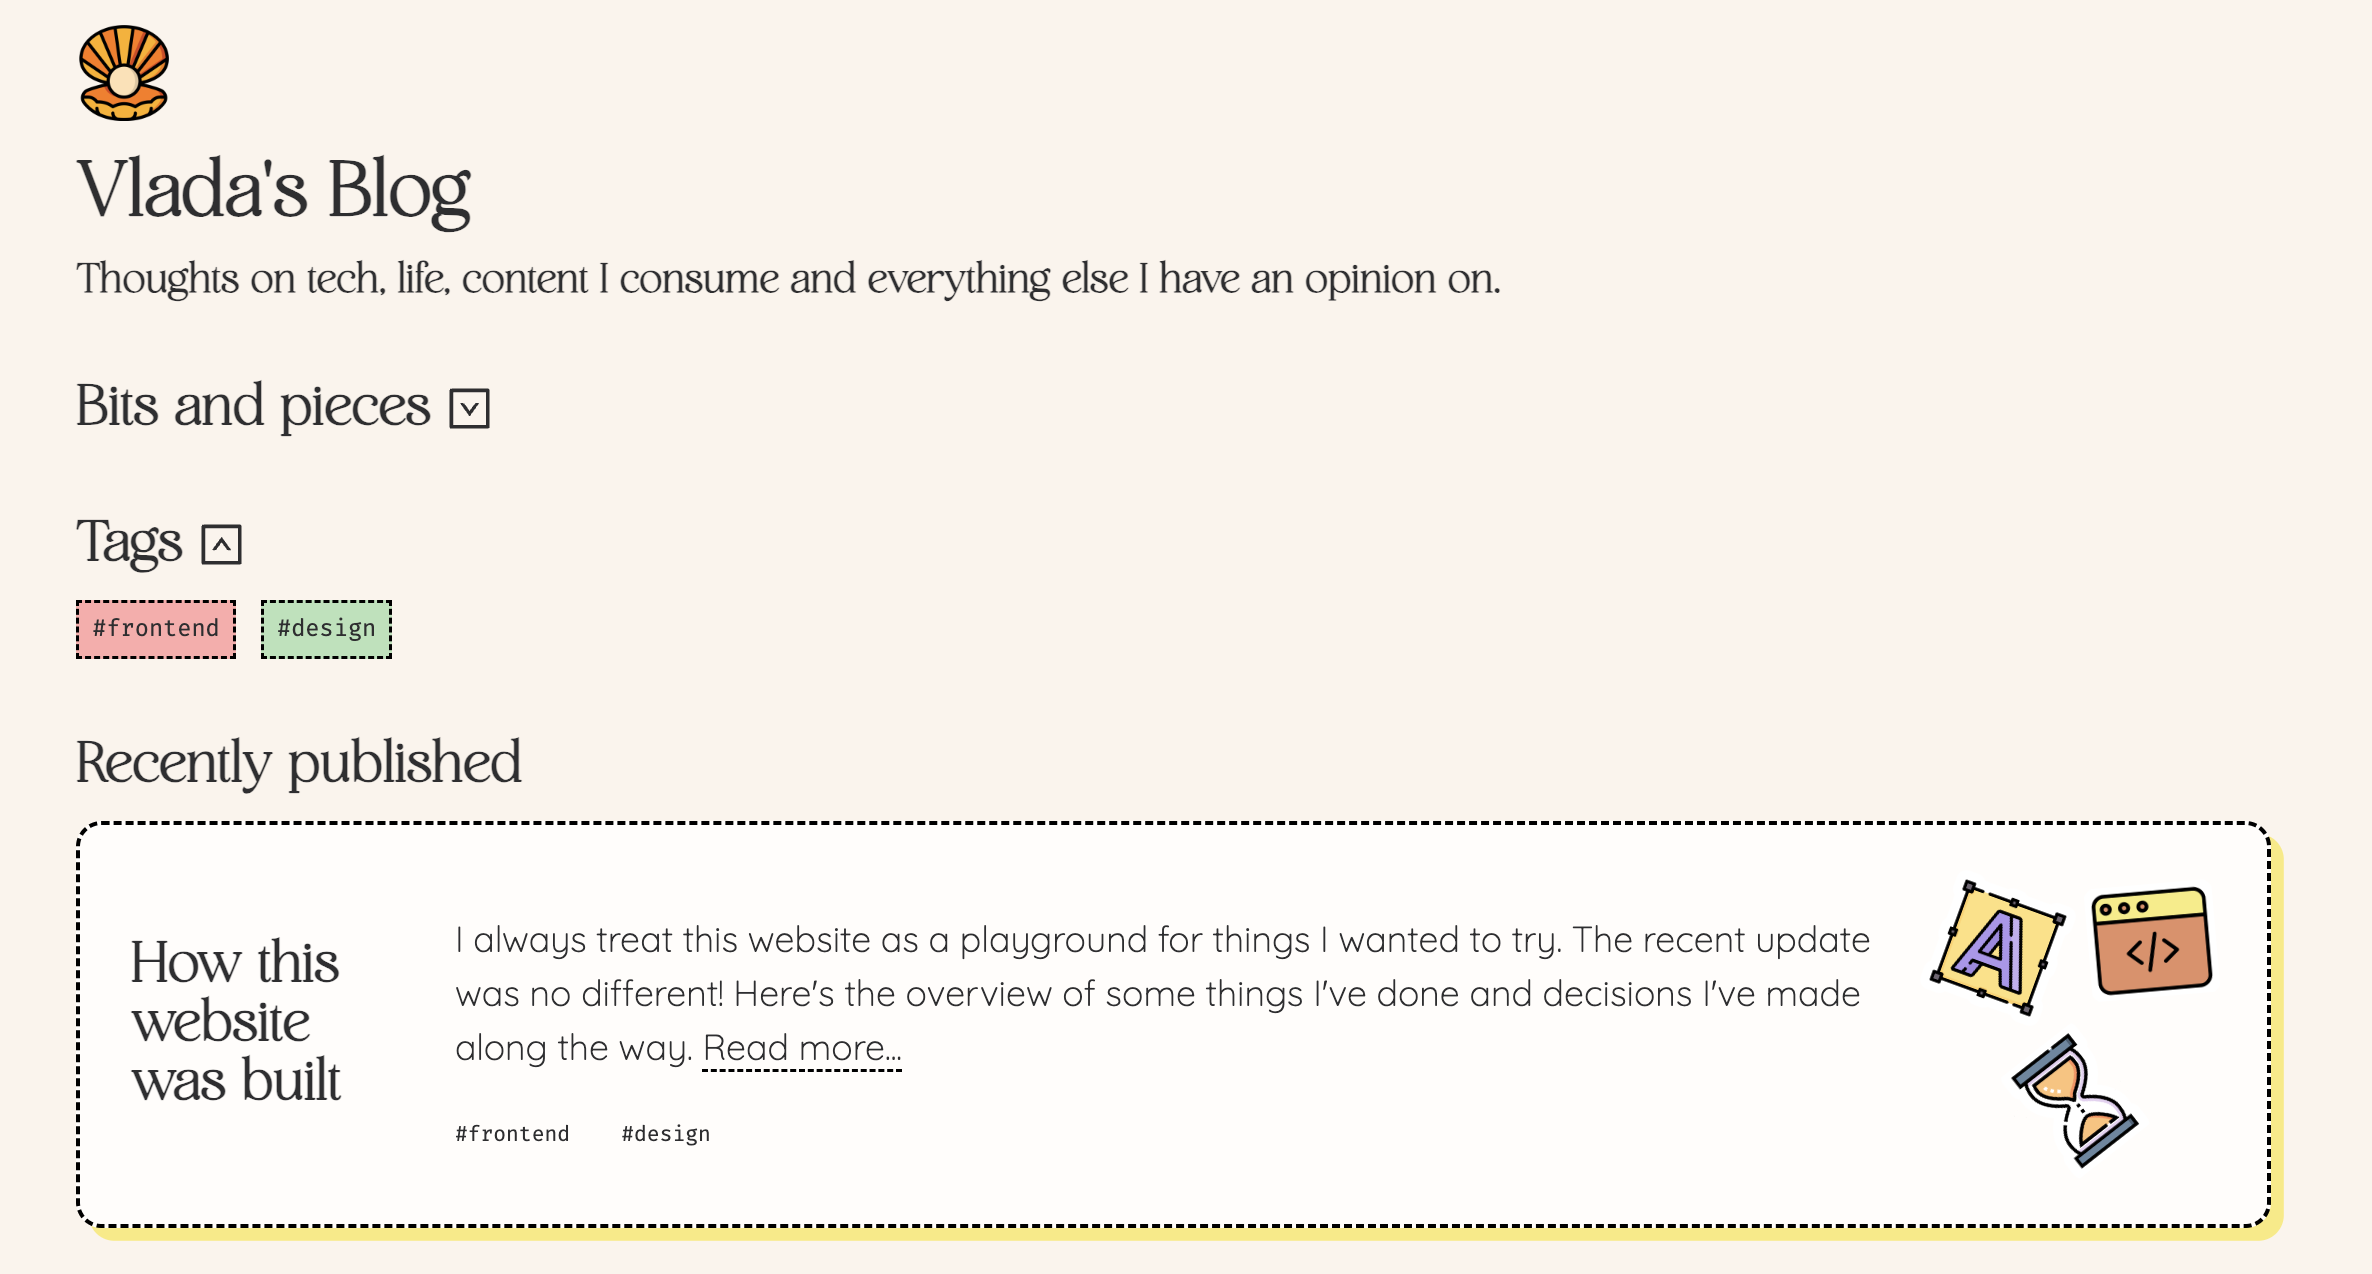 Vlada's Blog
Thoughts on tech, life, content I consume and everything else I have an opinion on.
Bits and pieces
Tags
#frontend #design
Recently published
How this
website
was built
I always treat this website as a playground for things I wanted to try. The recent update
was no different! Here's the overview of some things I've done and decisions I've made
along the way. Read more...
#frontend #design
A
</>